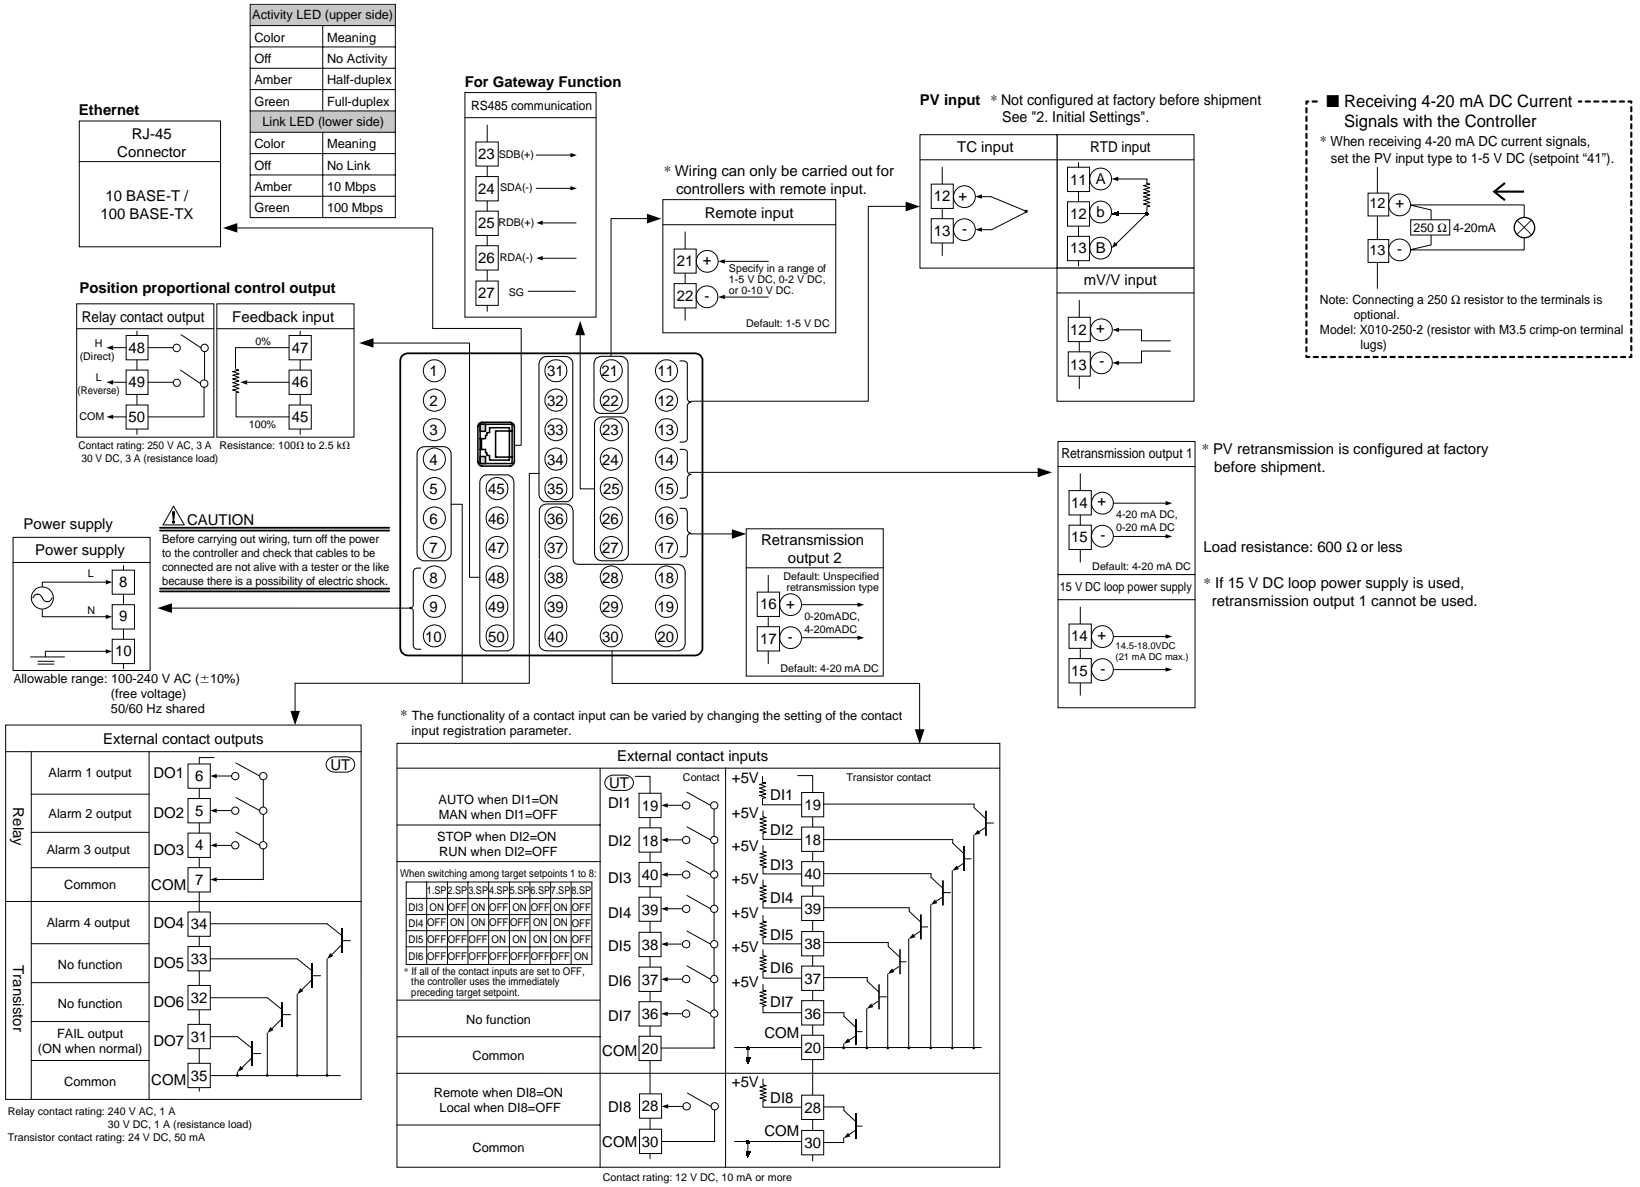 Activity LED (upper side)
Color Meaning
Off No Activity
Amber Half-duplex
Green Full-duplex
Link LED (lower side)
Color Meaning
Off No Link
Amber 10 Mbps
Green 100 Mbps
Ethernet
RJ-45
Connector
10 BASE-T /
100 BASE-TX
For Gateway Function
RS485 communication
23 SDB(+)
24 SDA(-)
25 RDB(+)
26 RDA(-)
27 SG
* Wiring can only be carried out for
controllers with remote input.
Remote input
21 +
22 -
Specify in a range of
1-5 V DC, 0-2 V DC,
or 0-10 V DC.
Default: 1-5 V DC
PV input * Not configured at factory before shipment
See "2. Initial Settings".
TC input
12 +
13 -
RTD input
11 A
12 b
13 B
mV/V input
12 +
13 -
■ Receiving 4-20 mA DC Current
Signals with the Controller
* When receiving 4-20 mA DC current signals,
set the PV input type to 1-5 V DC (setpoint “41”).
12 +
250 Ω 4-20mA
13 -
Note: Connecting a 250 Ω resistor to the terminals is
optional.
Model: X010-250-2 (resistor with M3.5 crimp-on terminal
lugs)
Position proportional control output
Relay contact output
H
(Direct)
48
L
(Reverse)
49
COM 50
Feedback input
0% 47
46
100% 45
Contact rating: 250 V AC, 3 A
30 V DC, 3 A (resistance load)
Resistance: 100Ω to 2.5 kΩ
1 31 21 11
2 32 22 12
3 33 23 13
4 34 24 14
5 45 35 25 15
6 46 36 26 16
7 47 37 27 17
8 48 38 28 18
9 49 39 29 19
10 50 40 30 20
Power supply
Power supply
L 8
N 9
10
Allowable range: 100-240 V AC (±10%)
(free voltage)
50/60 Hz shared
CAUTION
Before carrying out wiring, turn off the power
to the controller and check that cables to be
connected are not alive with a tester or the like
because there is a possibility of electric shock.
Retransmission
output 2
Default: Unspecified
retransmission type
16 +
0-20mADC,
4-20mADC
17 -
Default: 4-20 mA DC
Retransmission output 1
14 +
4-20 mA DC,
0-20 mA DC
15 -
Default: 4-20 mA DC
15 V DC loop power supply
14 +
14.5-18.0VDC
(21 mA DC max.)
15 -
* PV retransmission is configured at factory
before shipment.
Load resistance: 600 Ω or less
* If 15 V DC loop power supply is used,
retransmission output 1 cannot be used.
External contact outputs
UT
Relay
Alarm 1 output DO1 6
Alarm 2 output DO2 5
Alarm 3 output DO3 4
Common COM 7
Transistor
Alarm 4 output DO4 34
No function DO5 33
No function DO6 32
FAIL output
(ON when normal)
DO7 31
Common COM 35
Relay contact rating: 240 V AC, 1 A
30 V DC, 1 A (resistance load)
Transistor contact rating: 24 V DC, 50 mA
* The functionality of a contact input can be varied by changing the setting of the contact
input registration parameter.
External contact inputs
AUTO when DI1=ON
MAN when DI1=OFF
STOP when DI2=ON
RUN when DI2=OFF
When switching among target setpoints 1 to 8:
1.SP 2.SP 3.SP 4.SP 5.SP 6.SP 7.SP 8.SP
DI3 ON OFF ON OFF ON OFF ON OFF
DI4 OFF ON ON OFF OFF ON ON OFF
DI5 OFF OFF OFF ON ON ON ON OFF
DI6 OFF OFF OFF OFF OFF OFF OFF ON
* If all of the contact inputs are set to OFF,
the controller uses the immediately
preceding target setpoint.
No function
Common
Remote when DI8=ON
Local when DI8=OFF
Common
UT Contact
DI1 19
DI2 18
DI3 40
DI4 39
DI5 38
DI6 37
DI7 36
COM 20
DI8 28
COM 30
Transistor contact
+5V
DI1 19
+5V
DI2 18
+5V
DI3 40
+5V
DI4 39
+5V
DI5 38
+5V
DI6 37
+5V
DI7 36
COM 20
+5V
DI8 28
COM 30
Contact rating: 12 V DC, 10 mA or more